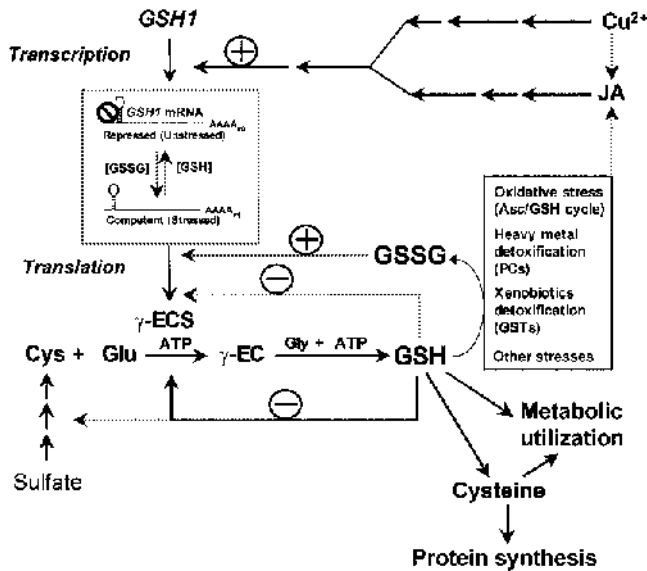 GSH1
Cu²⁺
Transcription
+
JA
GSH1 mRNA
AAAA
Repressed (Unstressed)
[GSSG] [GSH]
AAAA
Competent (Stressed)
Oxidative stress
(Asc/GSH cycle)
Heavy metal
detoxification
(PCs)
Xenobiotics
detoxification
(GSTs)
Other stresses
+
GSSG
Translation
−
γ-ECS
Cys + Glu ATP γ-EC Gly + ATP GSH
−
Metabolic
utilization
Sulfate
Cysteine
Protein synthesis